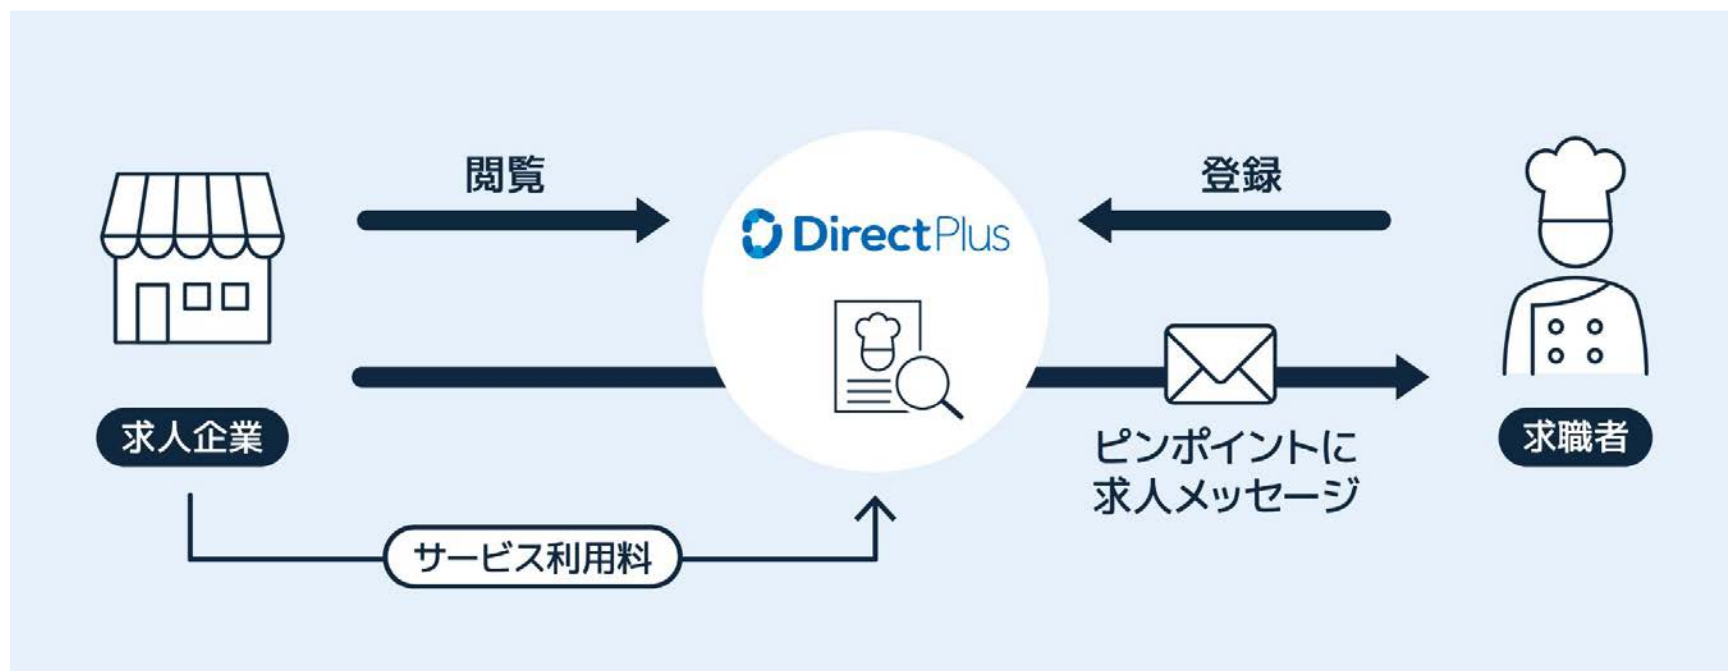 閲覧
登録
DirectPlus
求人企業
ピンポイントに
求人メッセージ
求職者
サービス利用料